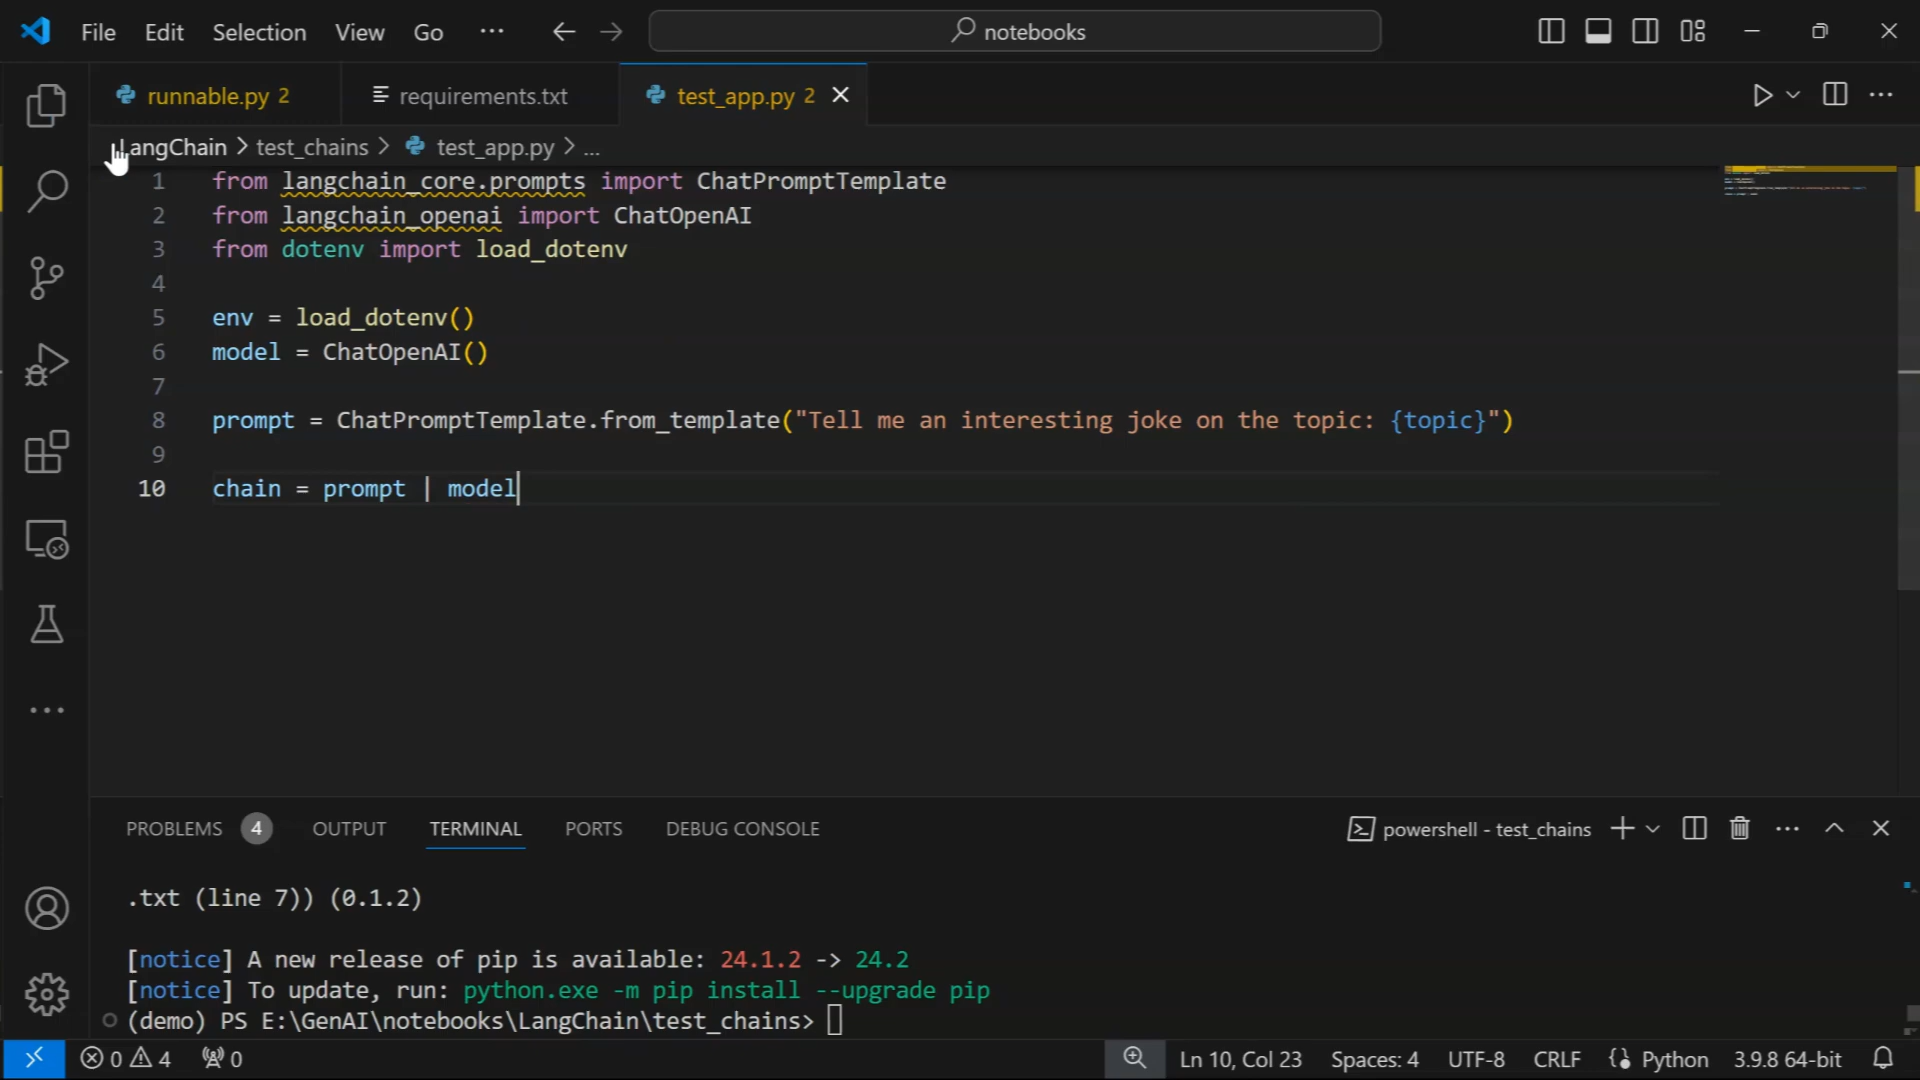 File Edit Selection View Go ··· notebooks
runnable.py 2 requirements.txt test_app.py 2
LangChain > test_chains > test_app.py > ...
1 from langchain_core.prompts import ChatPromptTemplate
2 from langchain_openai import ChatOpenAI
3 from dotenv import load_dotenv
4
5 env = load_dotenv()
6 model = ChatOpenAI()
7
8 prompt = ChatPromptTemplate.from_template("Tell me an interesting joke on the topic: {topic}")
9
10 chain = prompt | model
PROBLEMS 4 OUTPUT TERMINAL PORTS DEBUG CONSOLE powershell - test_chains
.txt (line 7)) (0.1.2)
[notice] A new release of pip is available: 24.1.2 -> 24.2
[notice] To update, run: python.exe -m pip install --upgrade pip
(demo) PS E:\GenAI\notebooks\LangChain\test_chains>
0 4 0 Ln 10, Col 23 Spaces: 4 UTF-8 CRLF Python 3.9.8 64-bit